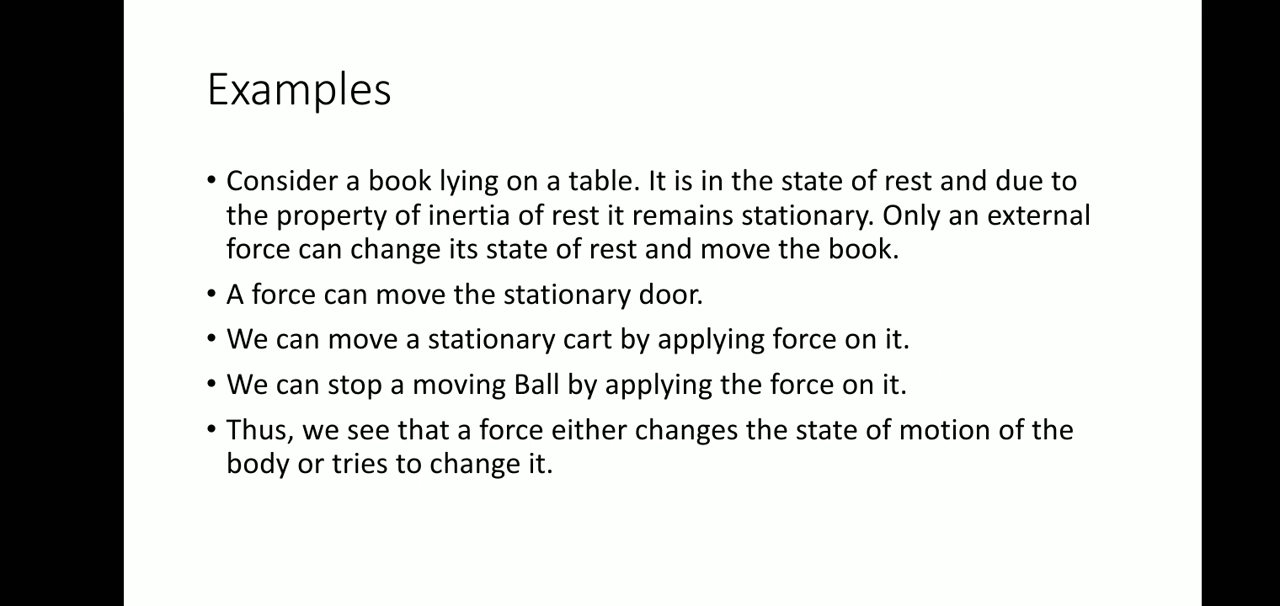 Examples
• Consider a book lying on a table. It is in the state of rest and due to
the property of inertia of rest it remains stationary. Only an external
force can change its state of rest and move the book.
• A force can move the stationary door.
• We can move a stationary cart by applying force on it.
• We can stop a moving Ball by applying the force on it.
• Thus, we see that a force either changes the state of motion of the
body or tries to change it.